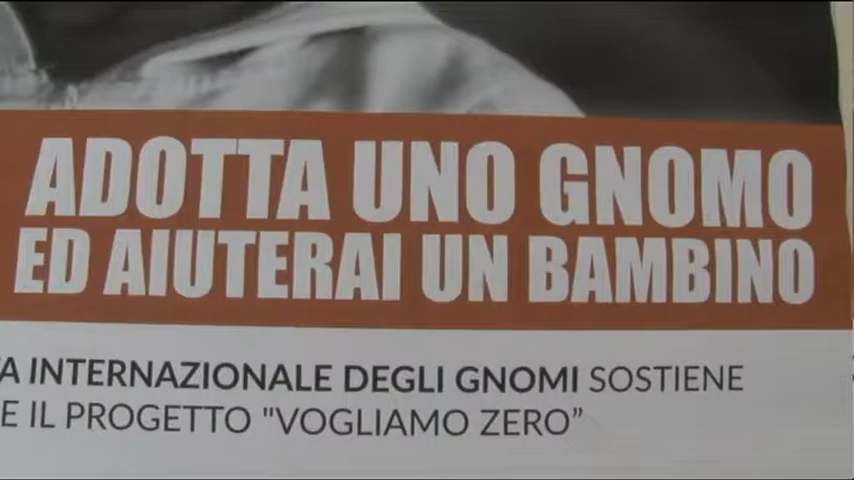 ADOTTA UNO GNOMO
ED AIUTERAI UN BAMBINO
INTERNAZIONALE DEGLI GNOMI SOSTIENE
E IL PROGETTO "VOGLIAMO ZERO”